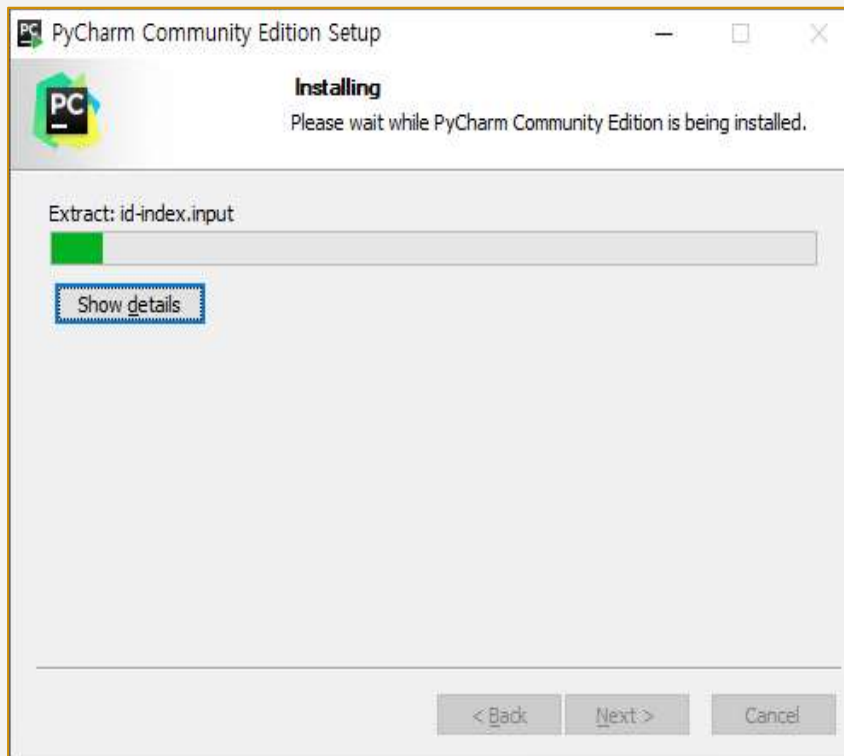 PC PyCharm Community Edition Setup
PC
Installing
Please wait while PyCharm Community Edition is being installed.
Extract: id-index.input
Show details
< Back Next > Cancel